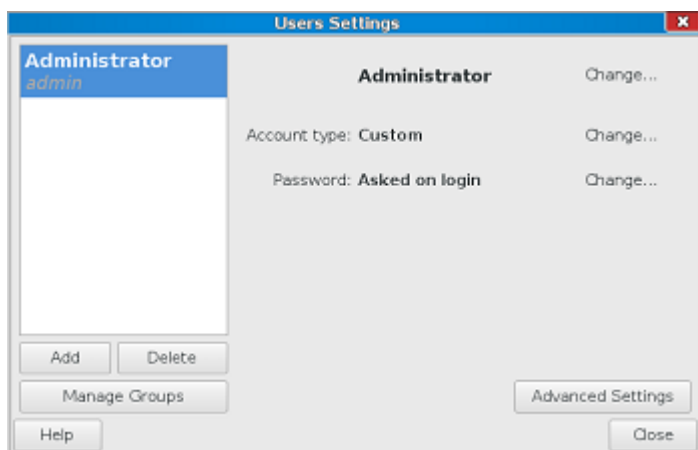 Users Settings
Administrator
admin
Administrator Change...
Account type: Custom Change...
Password: Asked on login Change...
Add Delete
Manage Groups Advanced Settings
Help Close